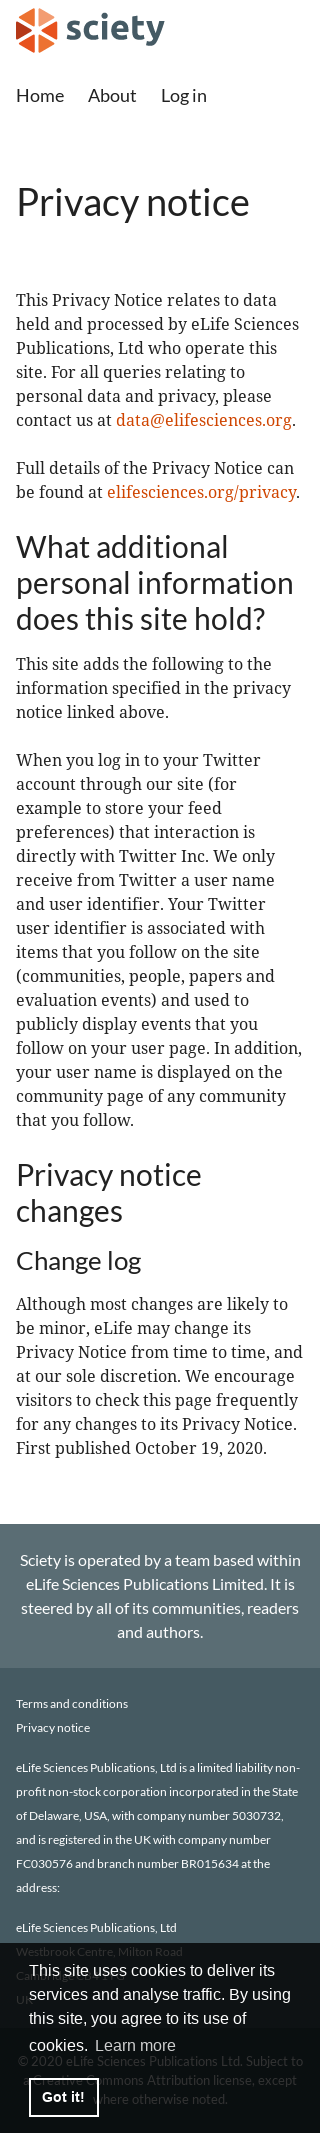 sciety
Home About Log in
Privacy notice
This Privacy Notice relates to data
held and processed by eLife Sciences
Publications, Ltd who operate this
site. For all queries relating to
personal data and privacy, please
contact us at data@elifesciences.org.
Full details of the Privacy Notice can
be found at elifesciences.org/privacy.
What additional
personal information
does this site hold?
This site adds the following to the
information specified in the privacy
notice linked above.
When you log in to your Twitter
account through our site (for
example to store your feed
preferences) that interaction is
directly with Twitter Inc. We only
receive from Twitter a user name
and user identifier. Your Twitter
user identifier is associated with
items that you follow on the site
(communities, people, papers and
evaluation events) and used to
publicly display events that you
follow on your user page. In addition,
your user name is displayed on the
community page of any community
that you follow.
Privacy notice
changes
Change log
Although most changes are likely to
be minor, eLife may change its
Privacy Notice from time to time, and
at our sole discretion. We encourage
visitors to check this page frequently
for any changes to its Privacy Notice.
First published October 19, 2020.
Sciety is operated by a team based within
eLife Sciences Publications Limited. It is
steered by all of its communities, readers
and authors.
Terms and conditions
Privacy notice
eLife Sciences Publications, Ltd is a limited liability non-
profit non-stock corporation incorporated in the State
of Delaware, USA, with company number 5030732,
and is registered in the UK with company number
FC030576 and branch number BR015634 at the
address:
eLife Sciences Publications, Ltd
Westbrook Centre, Milton Road
This site uses cookies to deliver its
services and analyse traffic. By using
this site, you agree to its use of
cookies. Learn more
© 2020 eLife Sciences Publications Ltd. Subject to
a Creative Commons Attribution license, except
Got it! where otherwise noted.